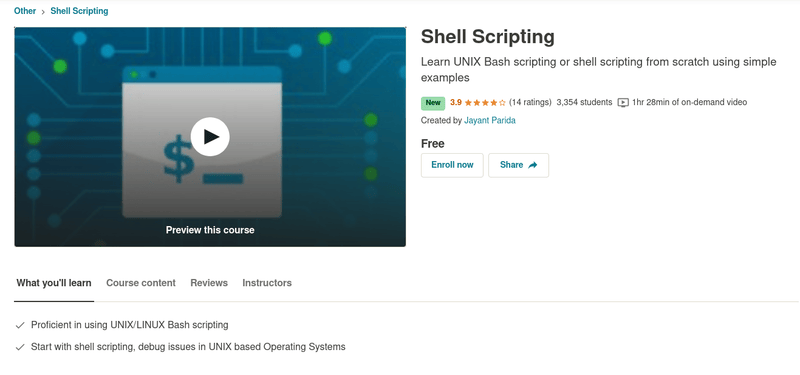 Other > Shell Scripting
$_
Preview this course
Shell Scripting
Learn UNIX Bash scripting or shell scripting from scratch using simple
examples
New 3.9 (14 ratings) 3,354 students 1hr 28min of on-demand video
Created by Jayant Parida
Free
Enroll now Share
What you'll learn Course content Reviews Instructors
Proficient in using UNIX/LINUX Bash scripting
Start with shell scripting, debug issues in UNIX based Operating Systems